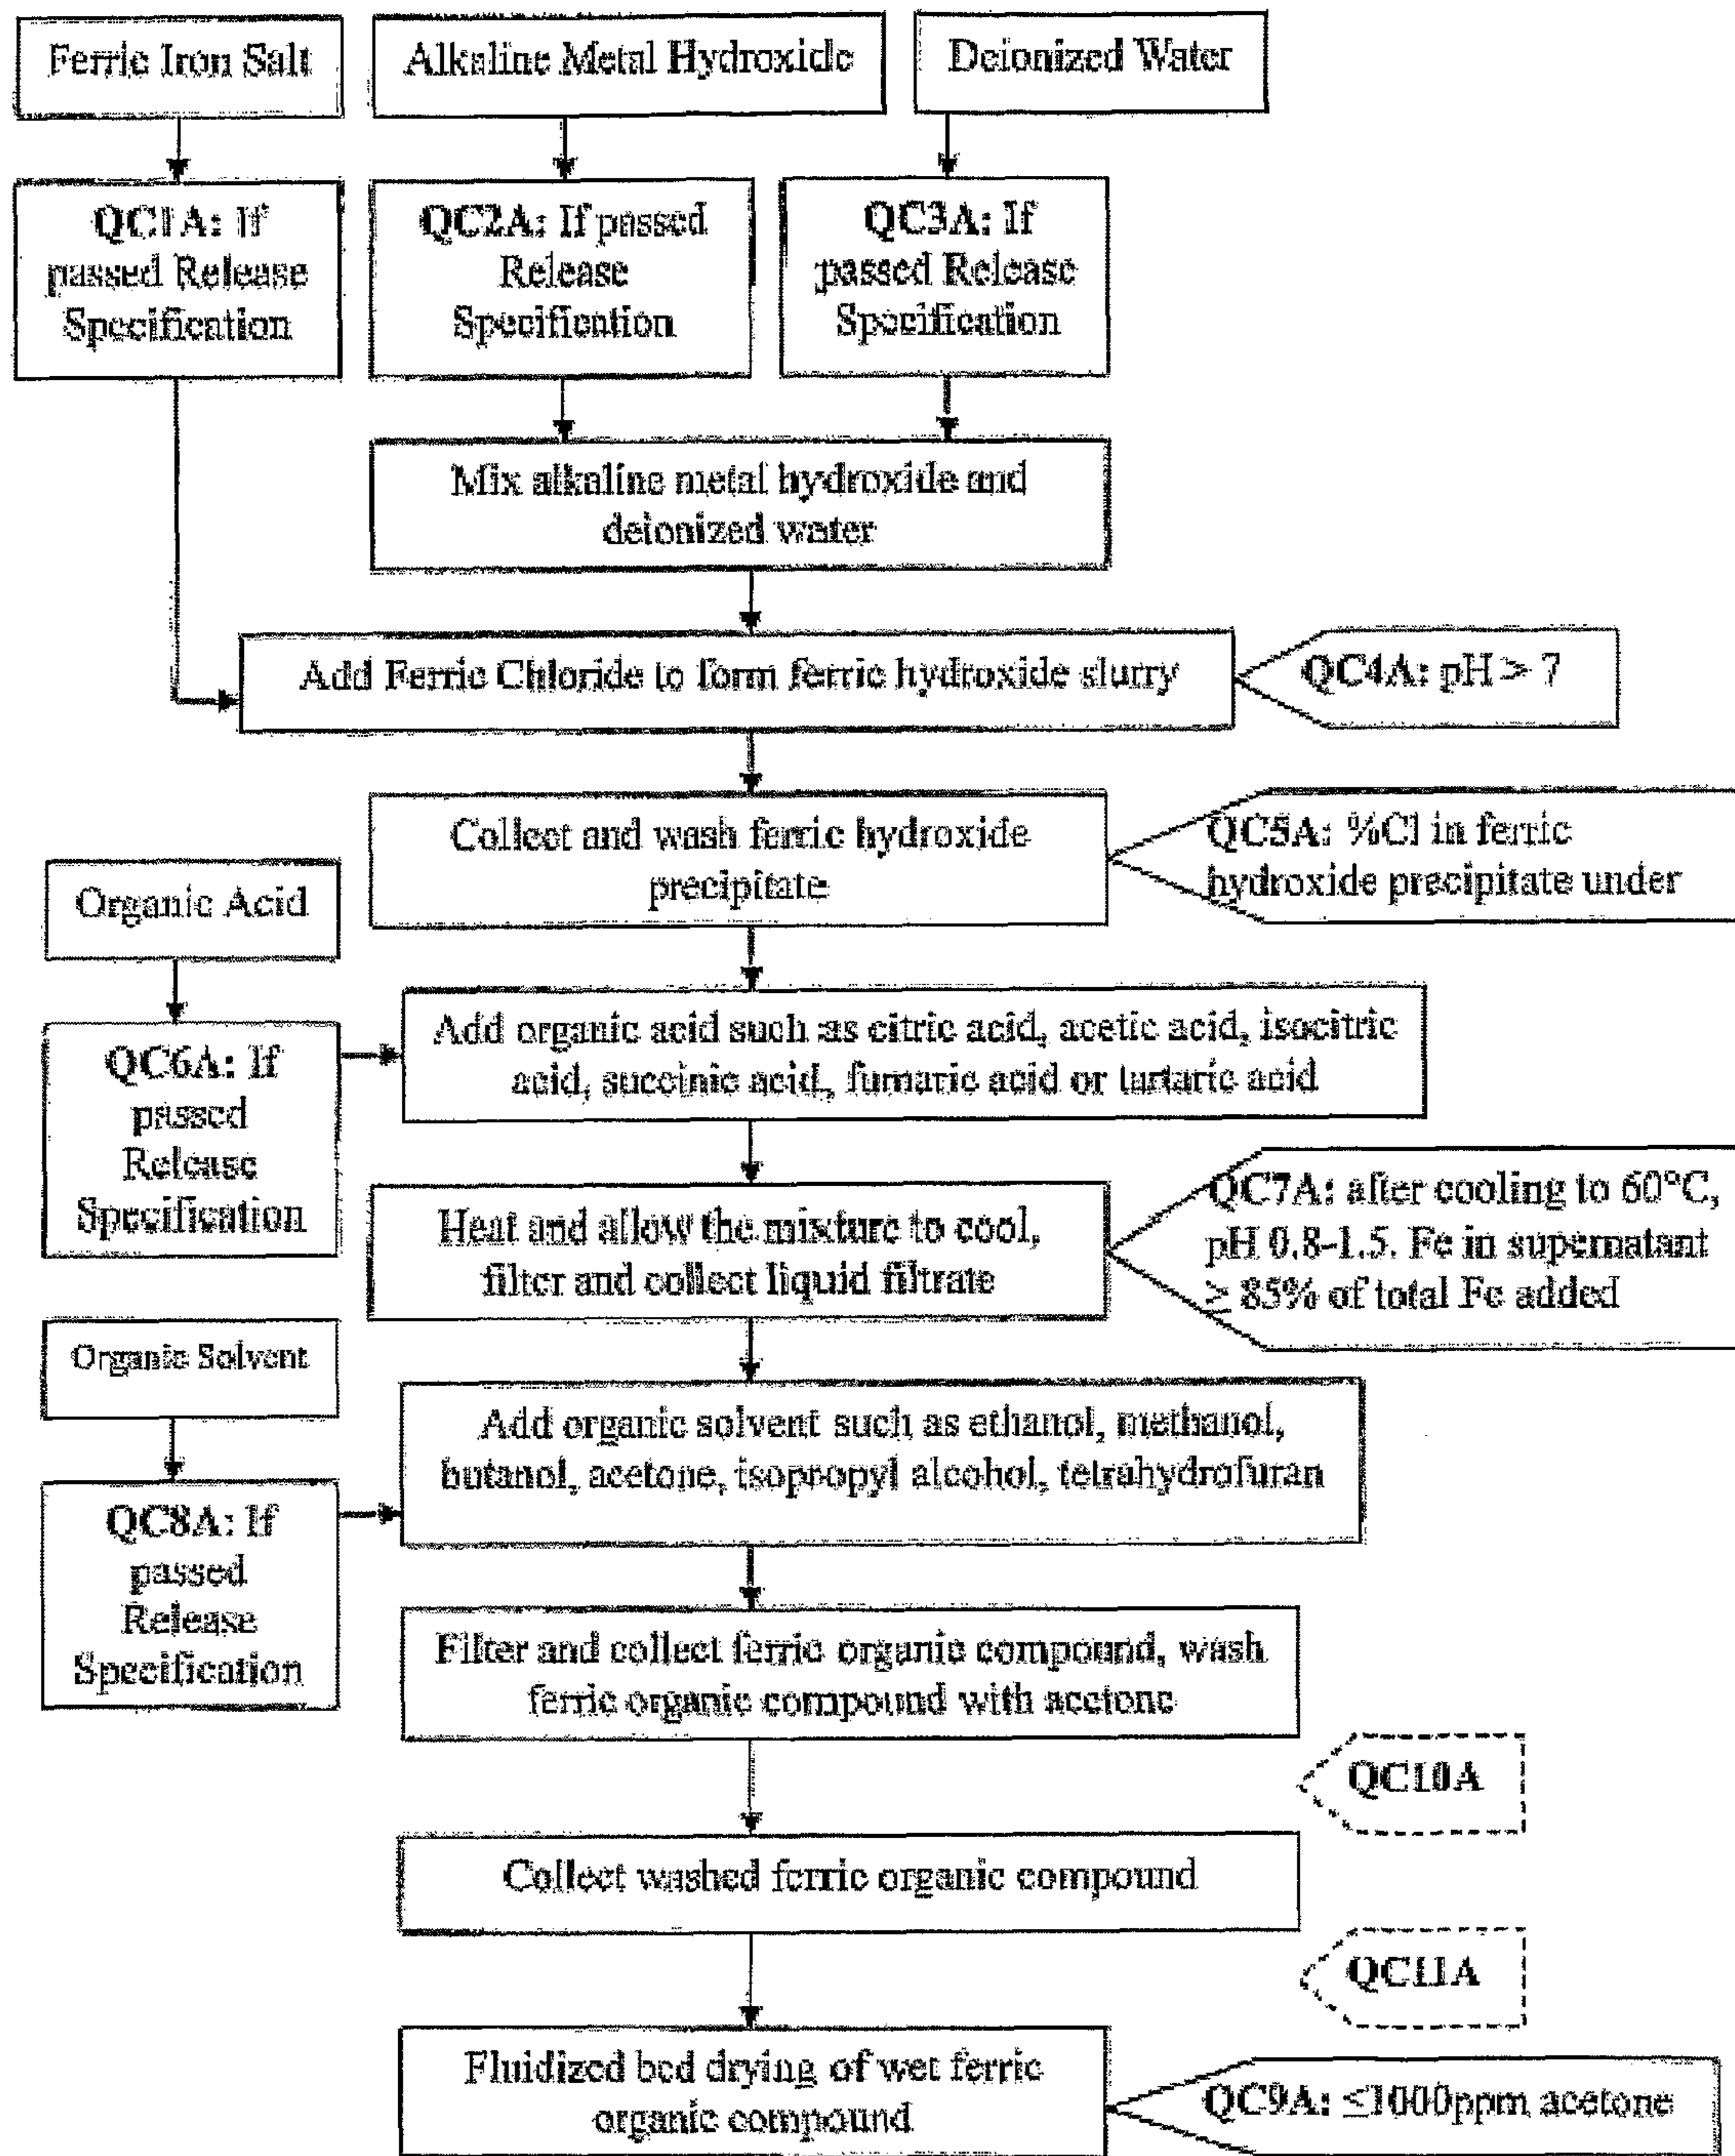 Ferric Iron Salt
Alkaline Metal Hydroxide
Deionized Water
QC1A: If
passed Release
Specification
QC2A: If passed
Release
Specification
QC3A: If
passed Release
Specification
Mix alkaline metal hydroxide and
deionized water
Add Ferric Chloride to form ferric hydroxide slurry
QC4A: pH > 7
Collect and wash ferric hydroxide
precipitate
QC5A: %Cl in ferric
hydroxide precipitate under
Organic Acid
QC6A: If
passed
Release
Specification
Add organic acid such as citric acid, acetic acid, isocitric
acid, succinic acid, fumaric acid or tartaric acid
Heat and allow the mixture to cool,
filter and collect liquid filtrate
QC7A: after cooling to 60°C,
pH 0.8-1.5. Fe in supernatant
≥ 85% of total Fe added
Organic Solvent
QC8A: If
passed
Release
Specification
Add organic solvent such as ethanol, methanol,
butanol, acetone, isopropyl alcohol, tetrahydrofuran
Filter and collect ferric organic compound, wash
ferric organic compound with acetone
QC10A
Collect washed ferric organic compound
QC11A
Fluidized bed drying of wet ferric
organic compound
QC9A: ≤1000ppm acetone